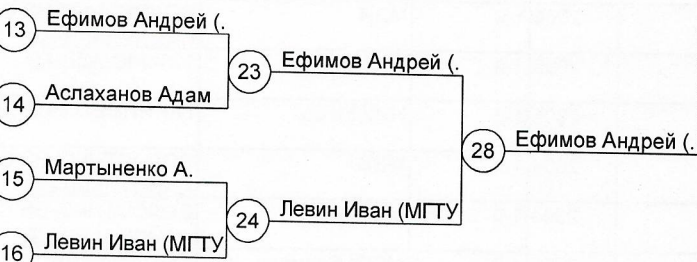 13 Ефимов Андрей (.
23 Ефимов Андрей (.
14 Аслаханов Адам
28 Ефимов Андрей (.
15 Мартыненко А.
24 Левин Иван (МГТУ
16 Левин Иван (МГТУ